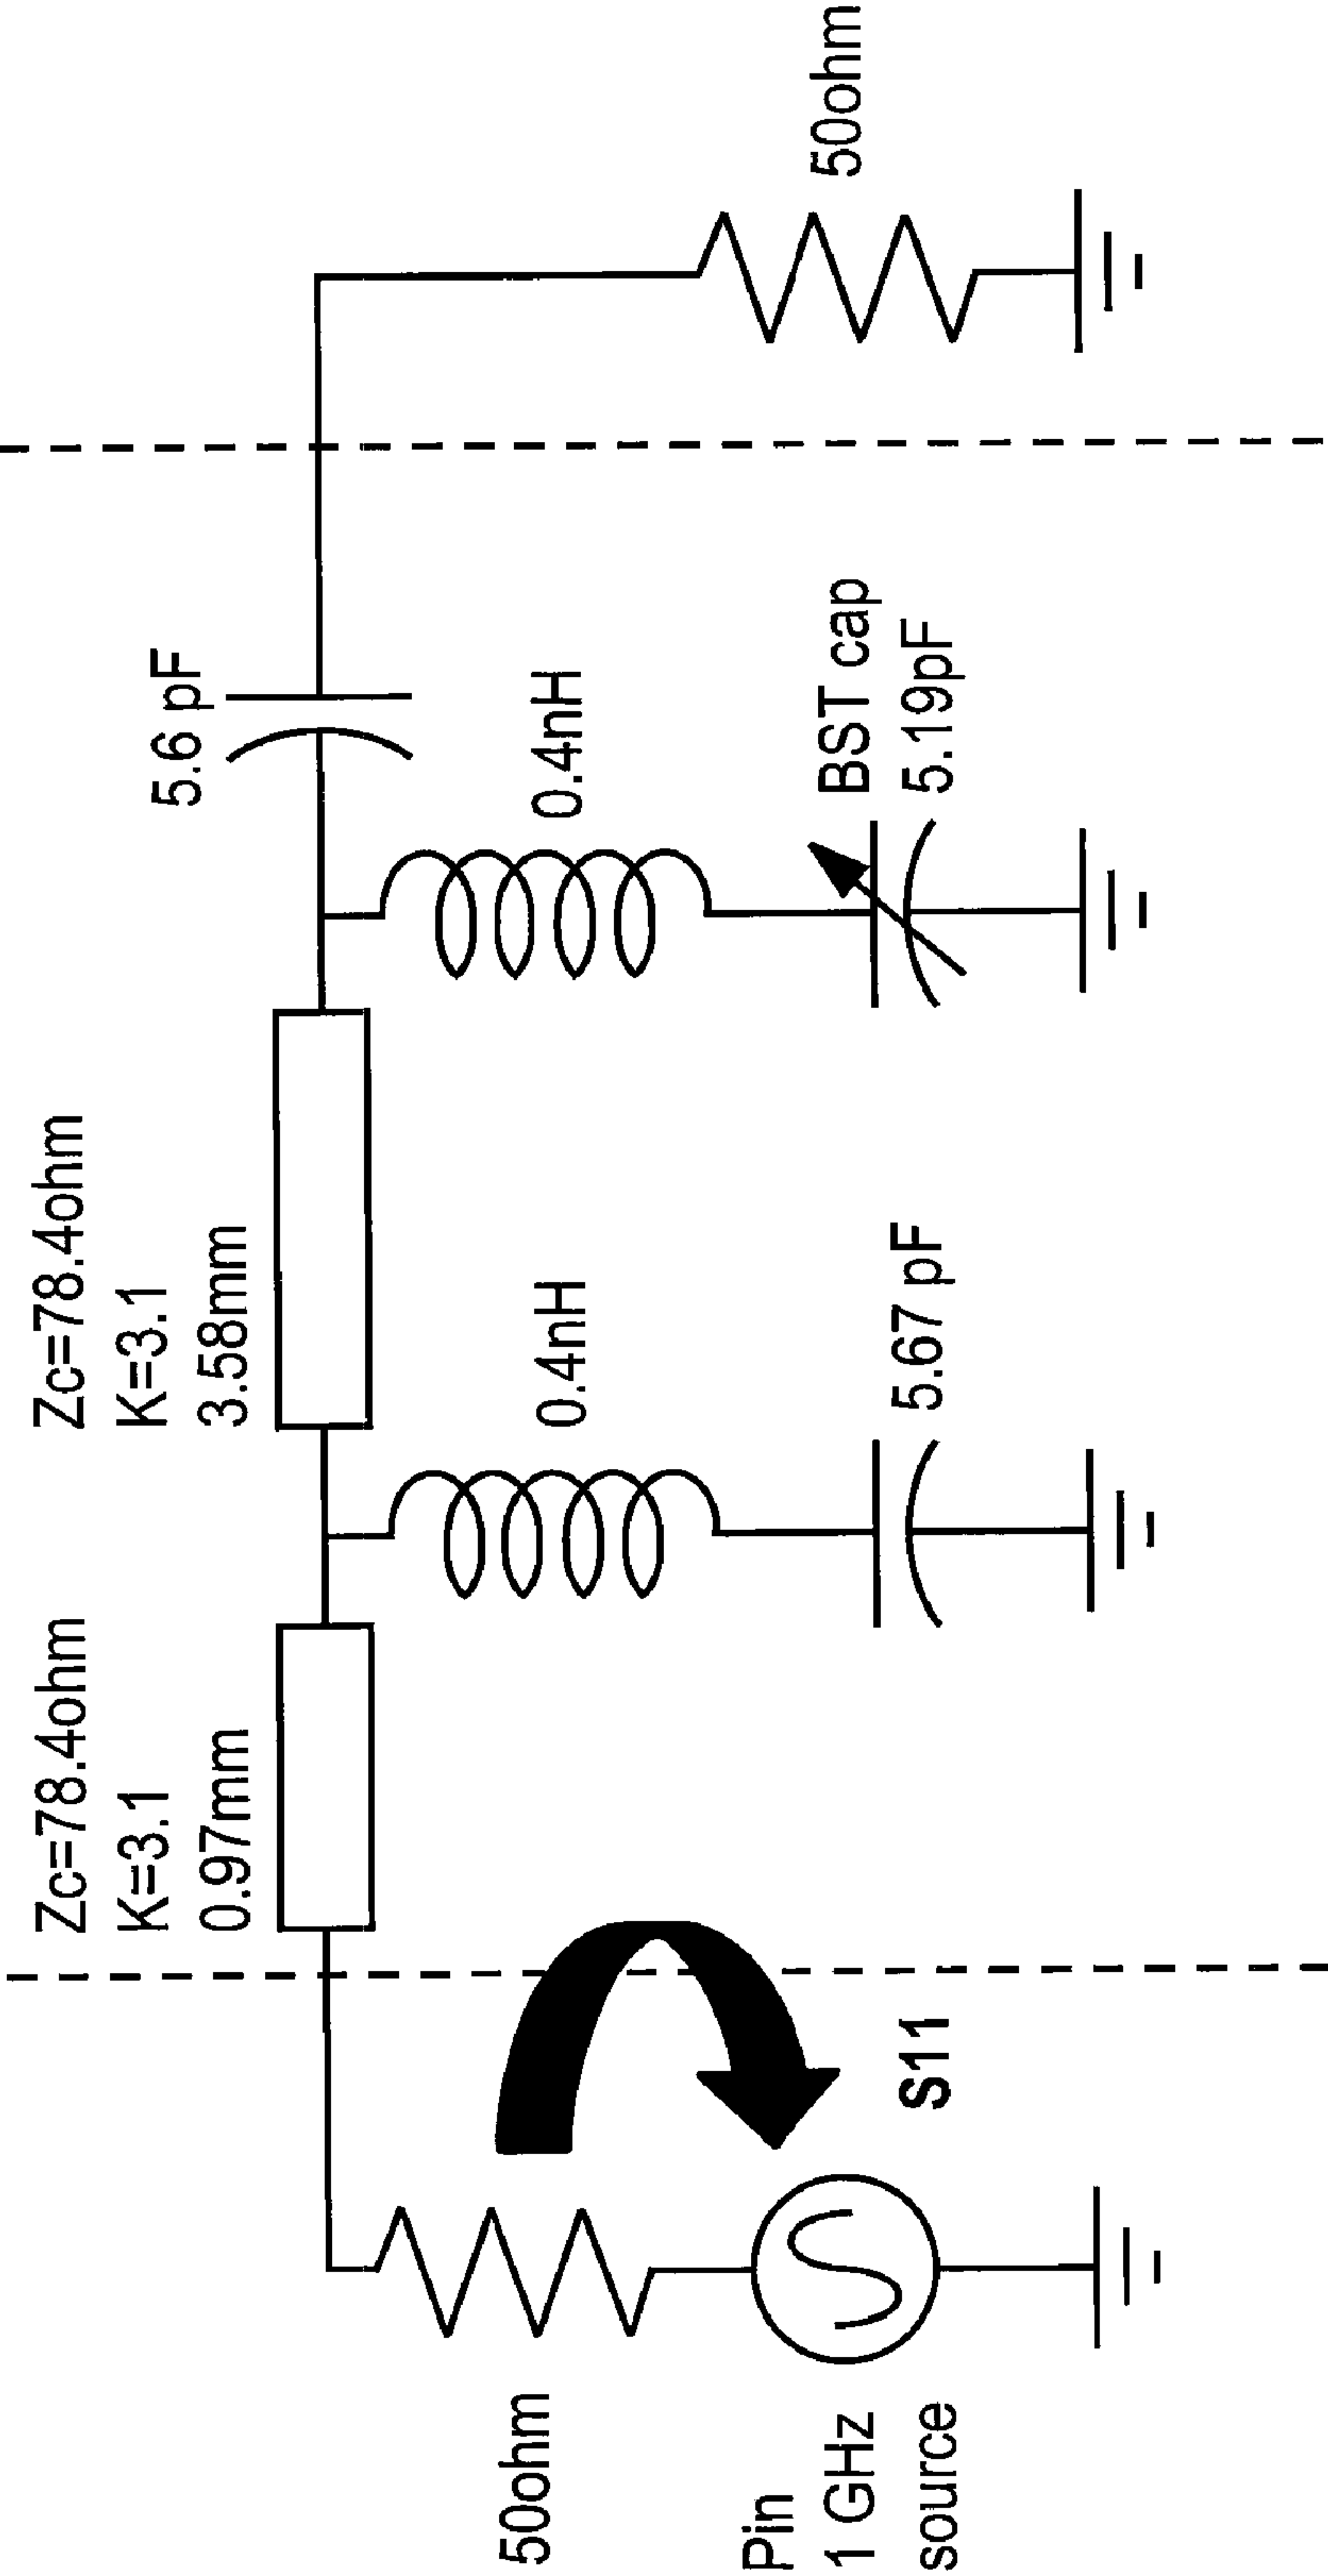 Zc=78.4ohm
K=3.1
0.97mm
Zc=78.4ohm
K=3.1
3.58mm
5.6 pF
50ohm
0.4nH
0.4nH
50ohm
Pin
1 GHz
source
S11
5.67 pF
BST cap
5.19pF